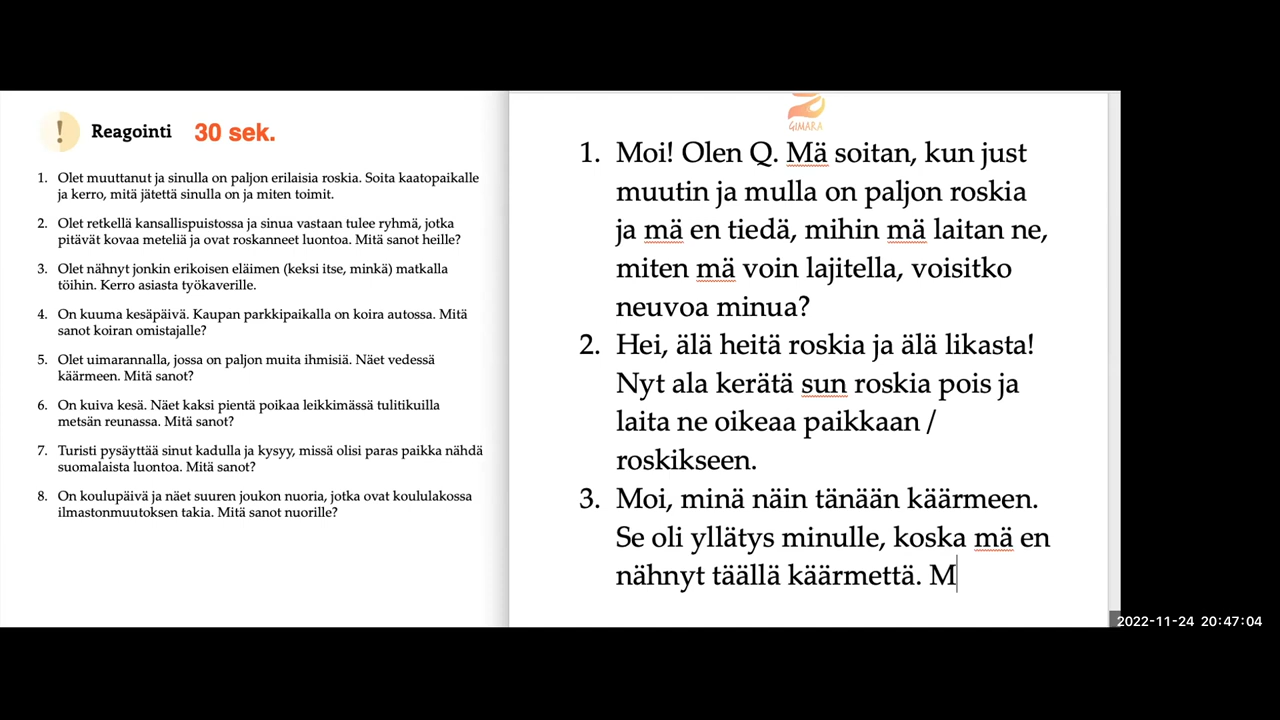 ! Reagointi 30 sek.
1. Olet muuttanut ja sinulla on paljon erilaisia roskia. Soita kaatopaikalle
ja kerro, mitä jätettä sinulla on ja miten toimit.
2. Olet retkellä kansallispuistossa ja sinua vastaan tulee ryhmä, jotka
pitävät kovaa meteliä ja ovat roskanneet luontoa. Mitä sanot heille?
3. Olet nähnyt jonkin erikoisen eläimen (keksi itse, minkä) matkalla
töihin. Kerro asiasta työkaverille.
4. On kuuma kesäpäivä. Kaupan parkkipaikalla on koira autossa. Mitä
sanot koiran omistajalle?
5. Olet uimarannalla, jossa on paljon muita ihmisiä. Näet vedessä
käärmeen. Mitä sanot?
6. On kuiva kesä. Näet kaksi pientä poikaa leikkimässä tulitikuilla
metsän reunassa. Mitä sanot?
7. Turisti pysäyttää sinut kadulla ja kysyy, missä olisi paras paikka nähdä
suomalaista luontoa. Mitä sanot?
8. On koulupäivä ja näet suuren joukon nuoria, jotka ovat koululakossa
ilmastonmuutoksen takia. Mitä sanot nuorille?
GIMARA
1. Moi! Olen Q. Mä soitan, kun just
muutin ja mulla on paljon roskia
ja mä en tiedä, mihin mä laitan ne,
miten mä voin lajitella, voisitko
neuvoa minua?
2. Hei, älä heitä roskia ja älä likasta!
Nyt ala kerätä sun roskia pois ja
laita ne oikeaa paikkaan /
roskikseen.
3. Moi, minä näin tänään käärmeen.
Se oli yllätys minulle, koska mä en
nähnyt täällä käärmettä. M
2022-11-24 20:47:04